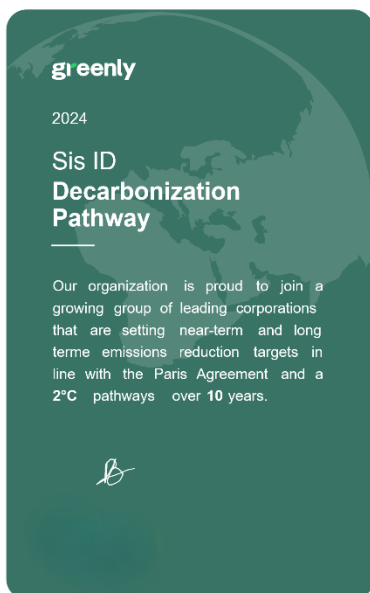 greenly
2024
Sis ID
Decarbonization
Pathway
Our organization is proud to join a
growing group of leading corporations
that are setting near-term and long
terme emissions reduction targets in
line with the Paris Agreement and a
2°C pathways over 10 years.